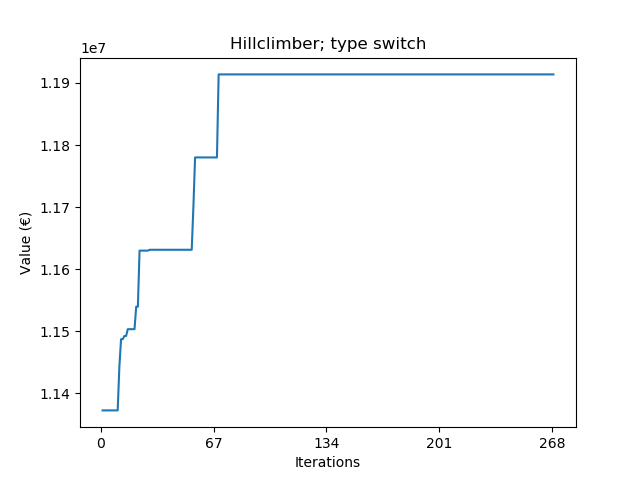 Hillclimber; type switch
1e7
1.19
1.18
1.17
1.16
1.15
1.14
Value (€)
0 67 134 201 268
Iterations